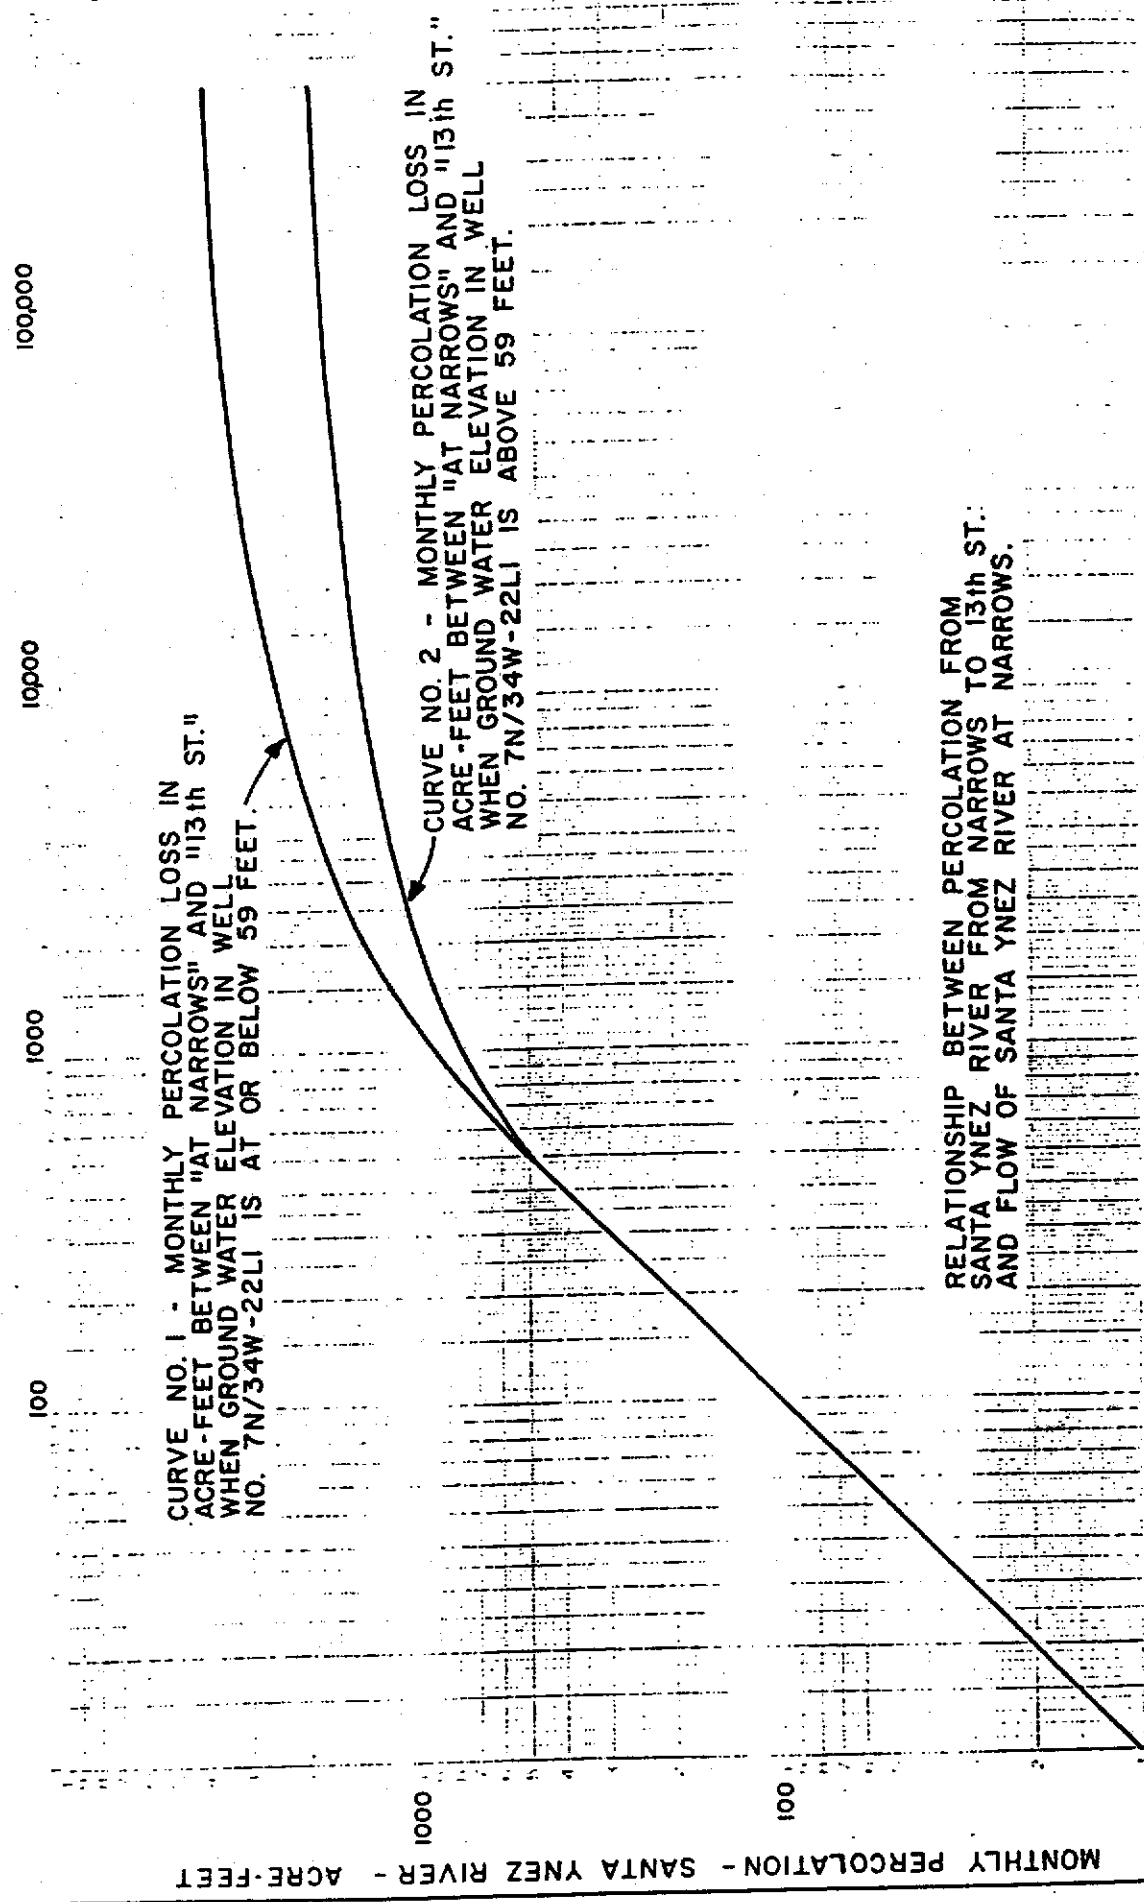 100
1000
10,000
100,000
CURVE NO. 1 - MONTHLY PERCOLATION LOSS IN
ACRE-FEET BETWEEN "AT NARROWS" AND "13th ST."
WHEN GROUND WATER ELEVATION IN WELL
NO. 7N/34W-22L1 IS AT OR BELOW 59 FEET.
CURVE NO. 2 - MONTHLY PERCOLATION LOSS IN
ACRE-FEET BETWEEN "AT NARROWS" AND "13th ST."
WHEN GROUND WATER ELEVATION IN WELL
NO. 7N/34W-22L1 IS ABOVE 59 FEET.
RELATIONSHIP BETWEEN PERCOLATION FROM
SANTA YNEZ RIVER FROM NARROWS TO 13th ST.
AND FLOW OF SANTA YNEZ RIVER AT NARROWS.
1000
100
MONTHLY PERCOLATION - SANTA YNEZ RIVER - ACRE-FEET